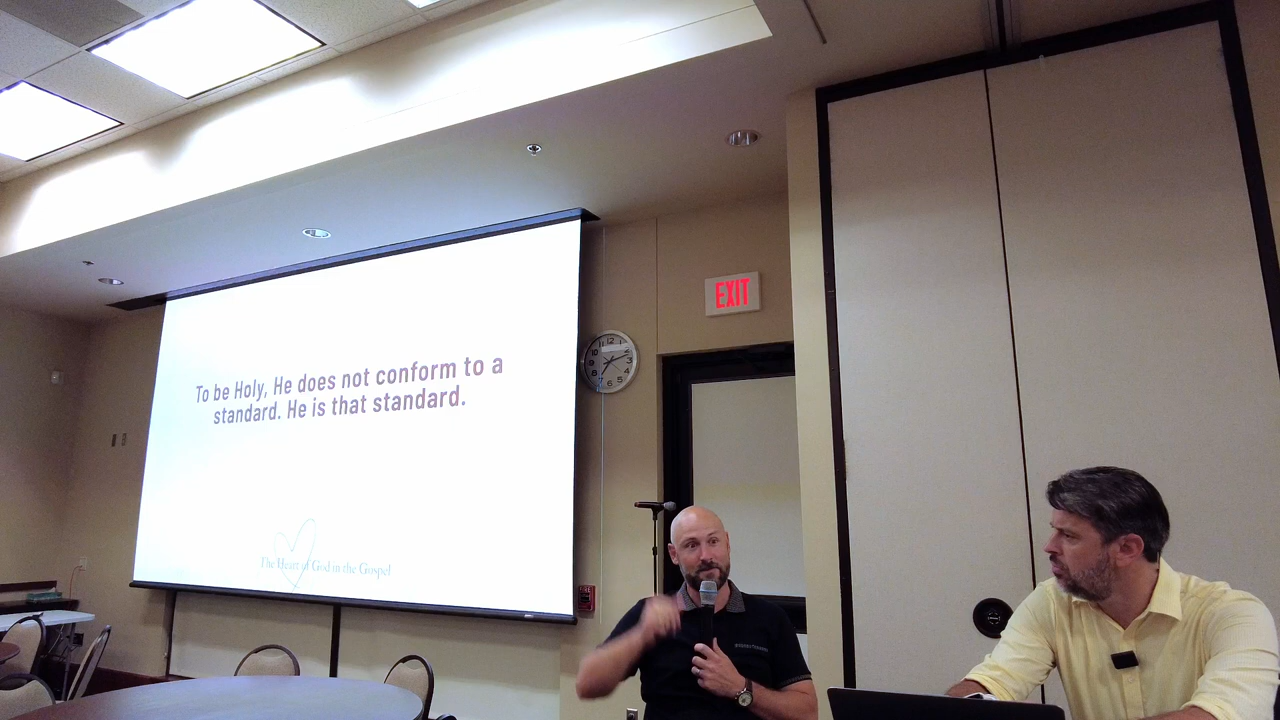 To be Holy, He does not conform to a
standard. He is that standard.
The Heart of God in the Gospel
EXIT
FIRE